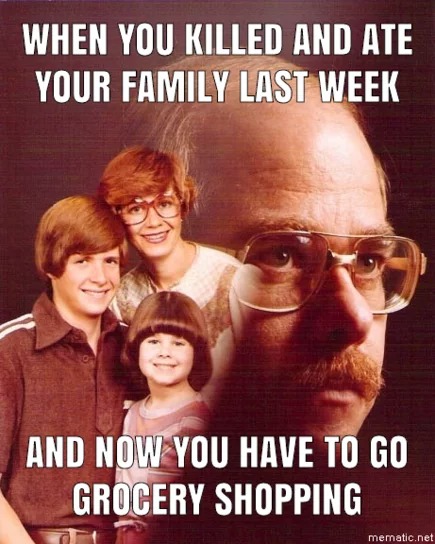 WHEN YOU KILLED AND ATE
YOUR FAMILY LAST WEEK
AND NOW YOU HAVE TO GO
GROCERY SHOPPING
mematic.net